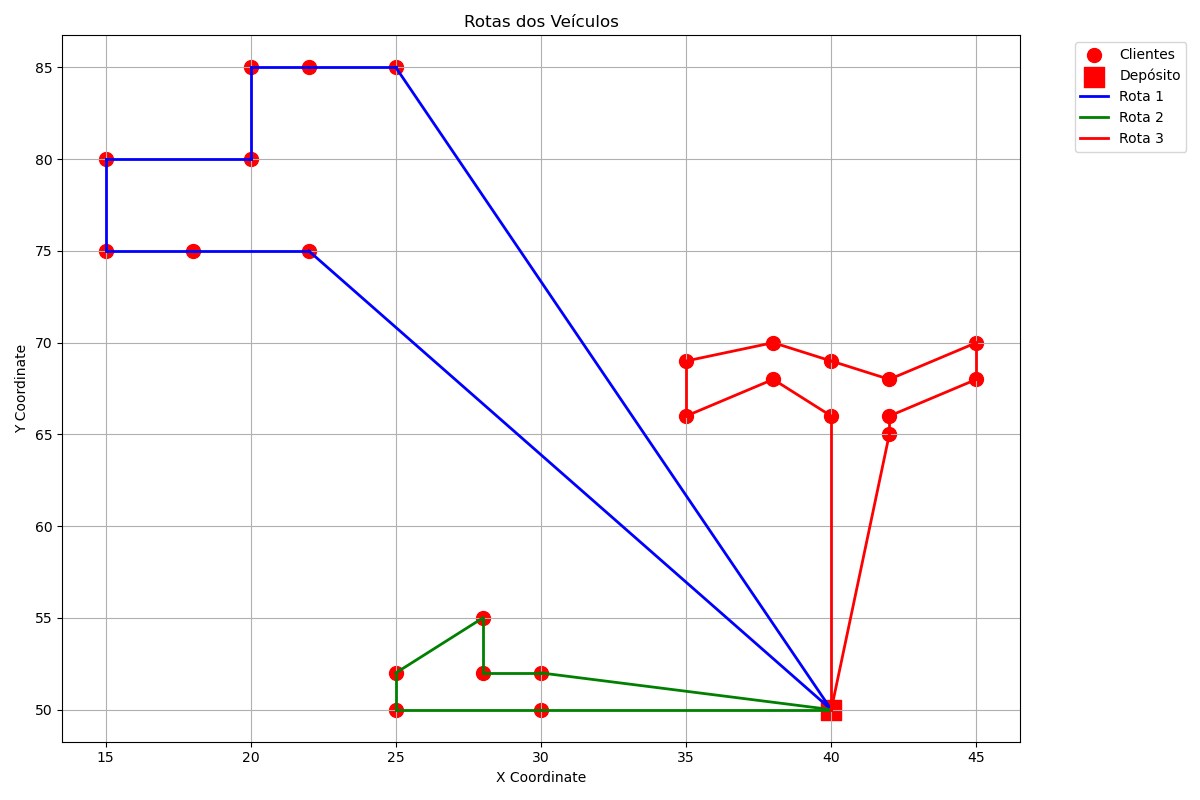 Rotas dos Veículos
Clientes
Depósito
Rota 1
Rota 2
Rota 3
Y Coordinate
85
80
75
70
65
60
55
50
15 20 25 30 35 40 45
X Coordinate